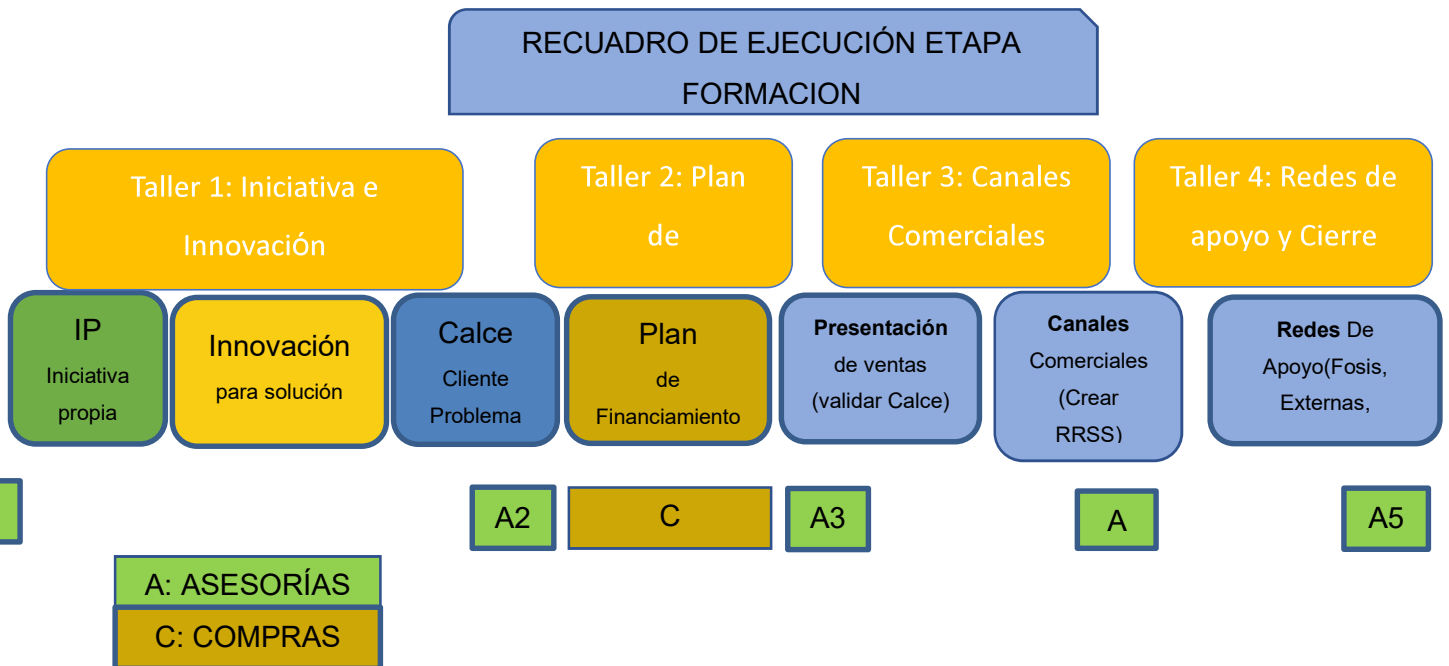 RECUADRO DE EJECUCIÓN ETAPA
FORMACION
Taller 1: Iniciativa e
Innovación
Taller 2: Plan
de
Taller 3: Canales
Comerciales
Taller 4: Redes de
apoyo y Cierre
IP
Iniciativa
propia
Innovación
para solución
Calce
Cliente
Problema
Plan
de
Financiamiento
Presentación
de ventas
(validar Calce)
Canales
Comerciales
(Crear
RRSS)
Redes De
Apoyo(Fosis,
Externas,
A2
C
A3
A
A5
A: ASESORÍAS
C: COMPRAS